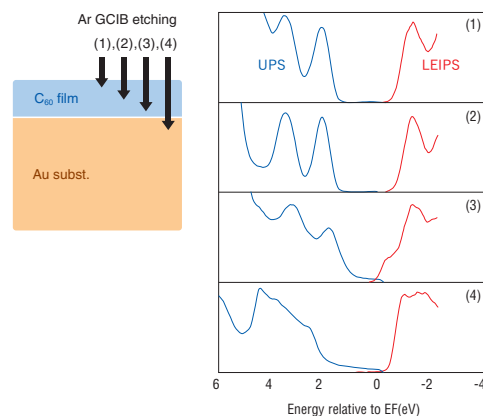 Ar GCIB etching
(1),(2),(3),(4)
C₆₀ film
Au subst.
UPS
LEIPS
(1)
(2)
(3)
(4)
6 4 2 0 -2 -4
Energy relative to EF(eV)